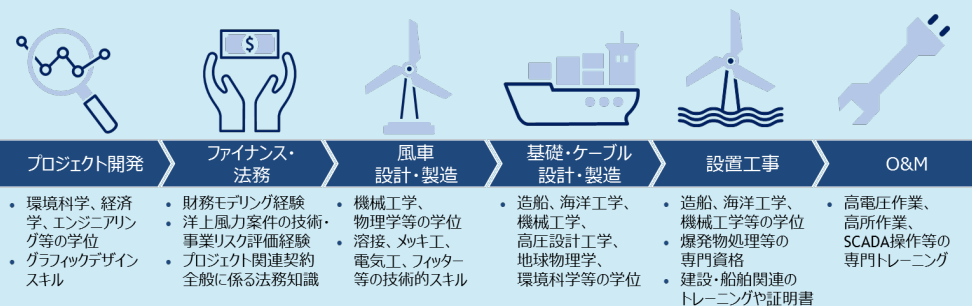 $
プロジェクト開発
ファイナンス・
法務
風車
設計・製造
基礎・ケーブル
設計・製造
設置工事
O&M
• 環境科学、経済
学、エンジニアリン
グ等の学位
• グラフィックデザイン
スキル
• 財務モデリング経験
• 洋上風力案件の技術・
事業リスク評価経験
• プロジェクト関連契約
全般に係る法務知識
• 機械工学、
物理学等の学位
• 溶接、メッキ工、
電気工、フィッター
等の技術的スキル
• 造船、海洋工学、
機械工学、
高圧設計工学、
地球物理学、
環境科学等の学位
• 造船、海洋工学、
機械工学等の学位
• 爆発物処理等の
専門資格
• 建設・船舶関連の
トレーニングや証明書
• 高電圧作業、
高所作業、
SCADA操作等の
専門トレーニング